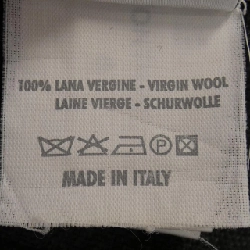 100% LANA VERGINE - VIRGIN WOOL
LAINE VIERGE - SCHURWOLLE
P
MADE IN ITALY